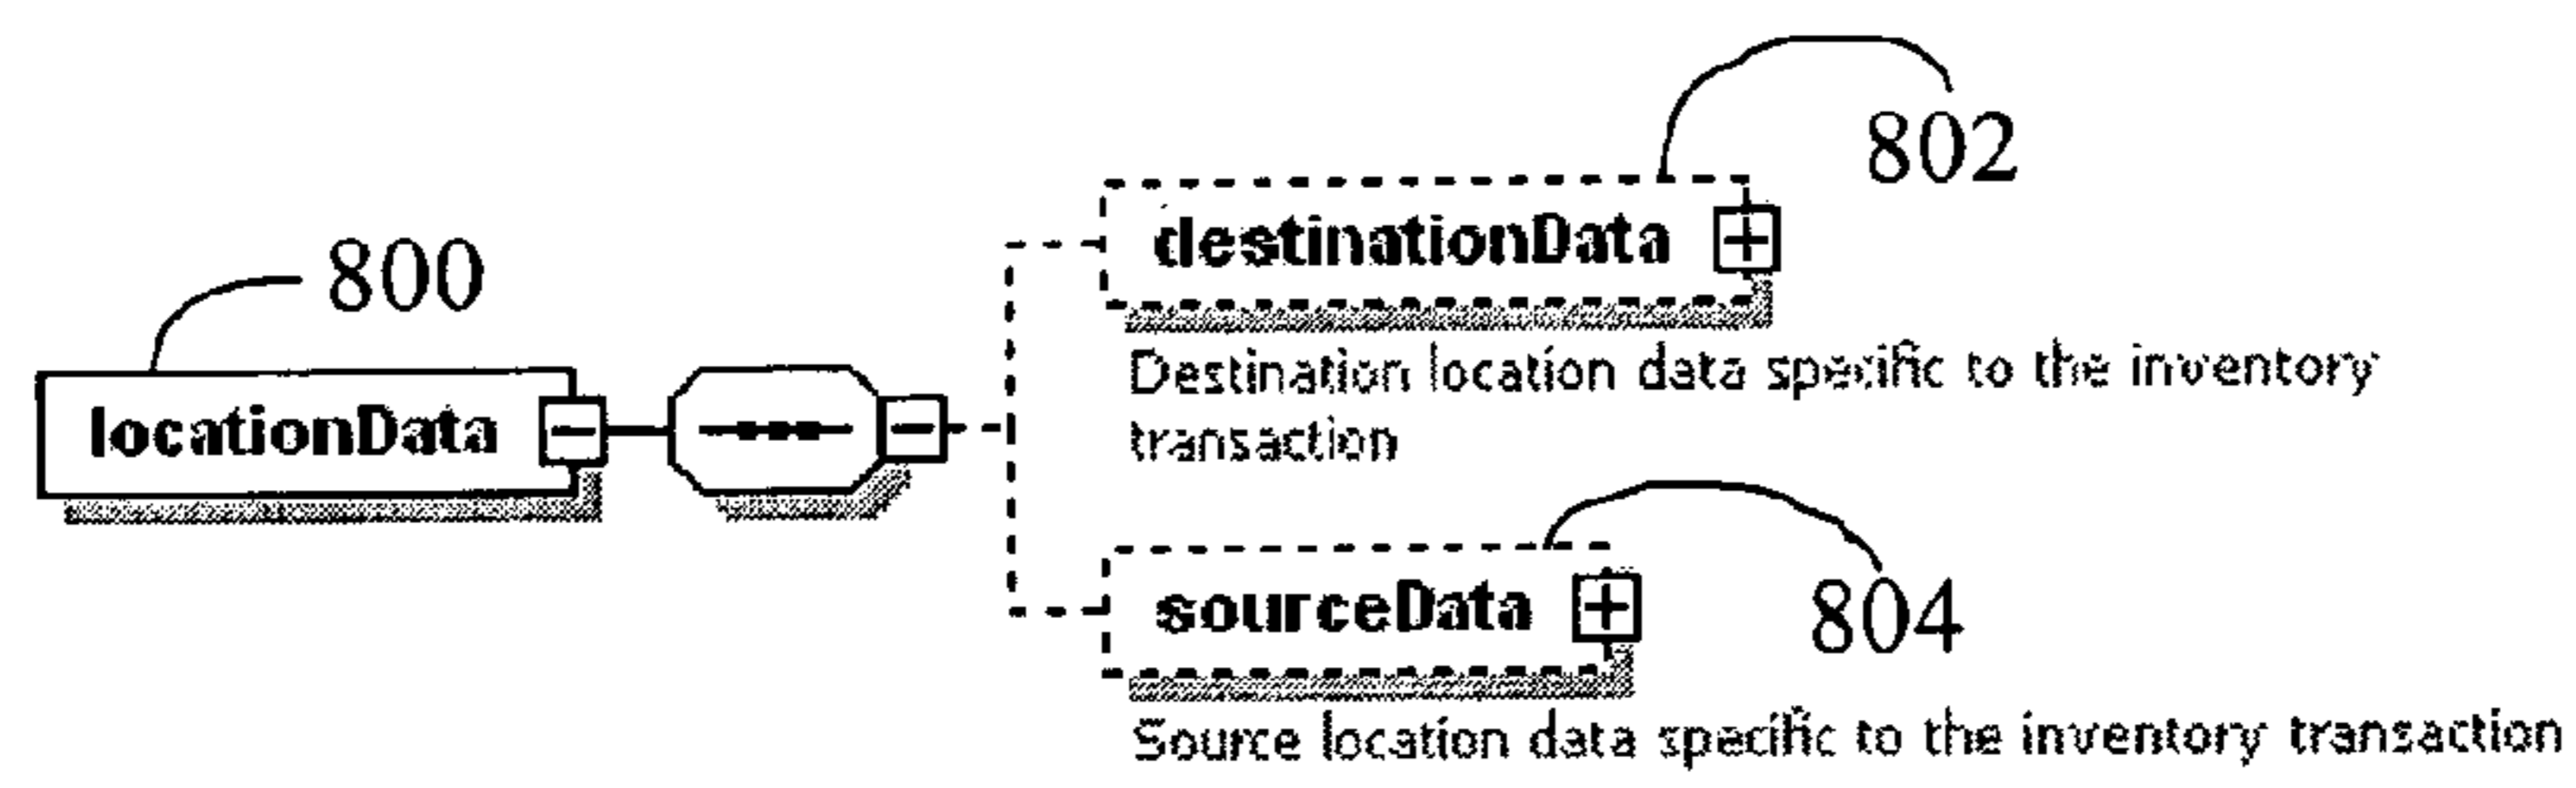 802
destinationData
800
Destination location data specific to the inventory
transaction
locationData
sourceData
804
Source location data specific to the inventory transaction